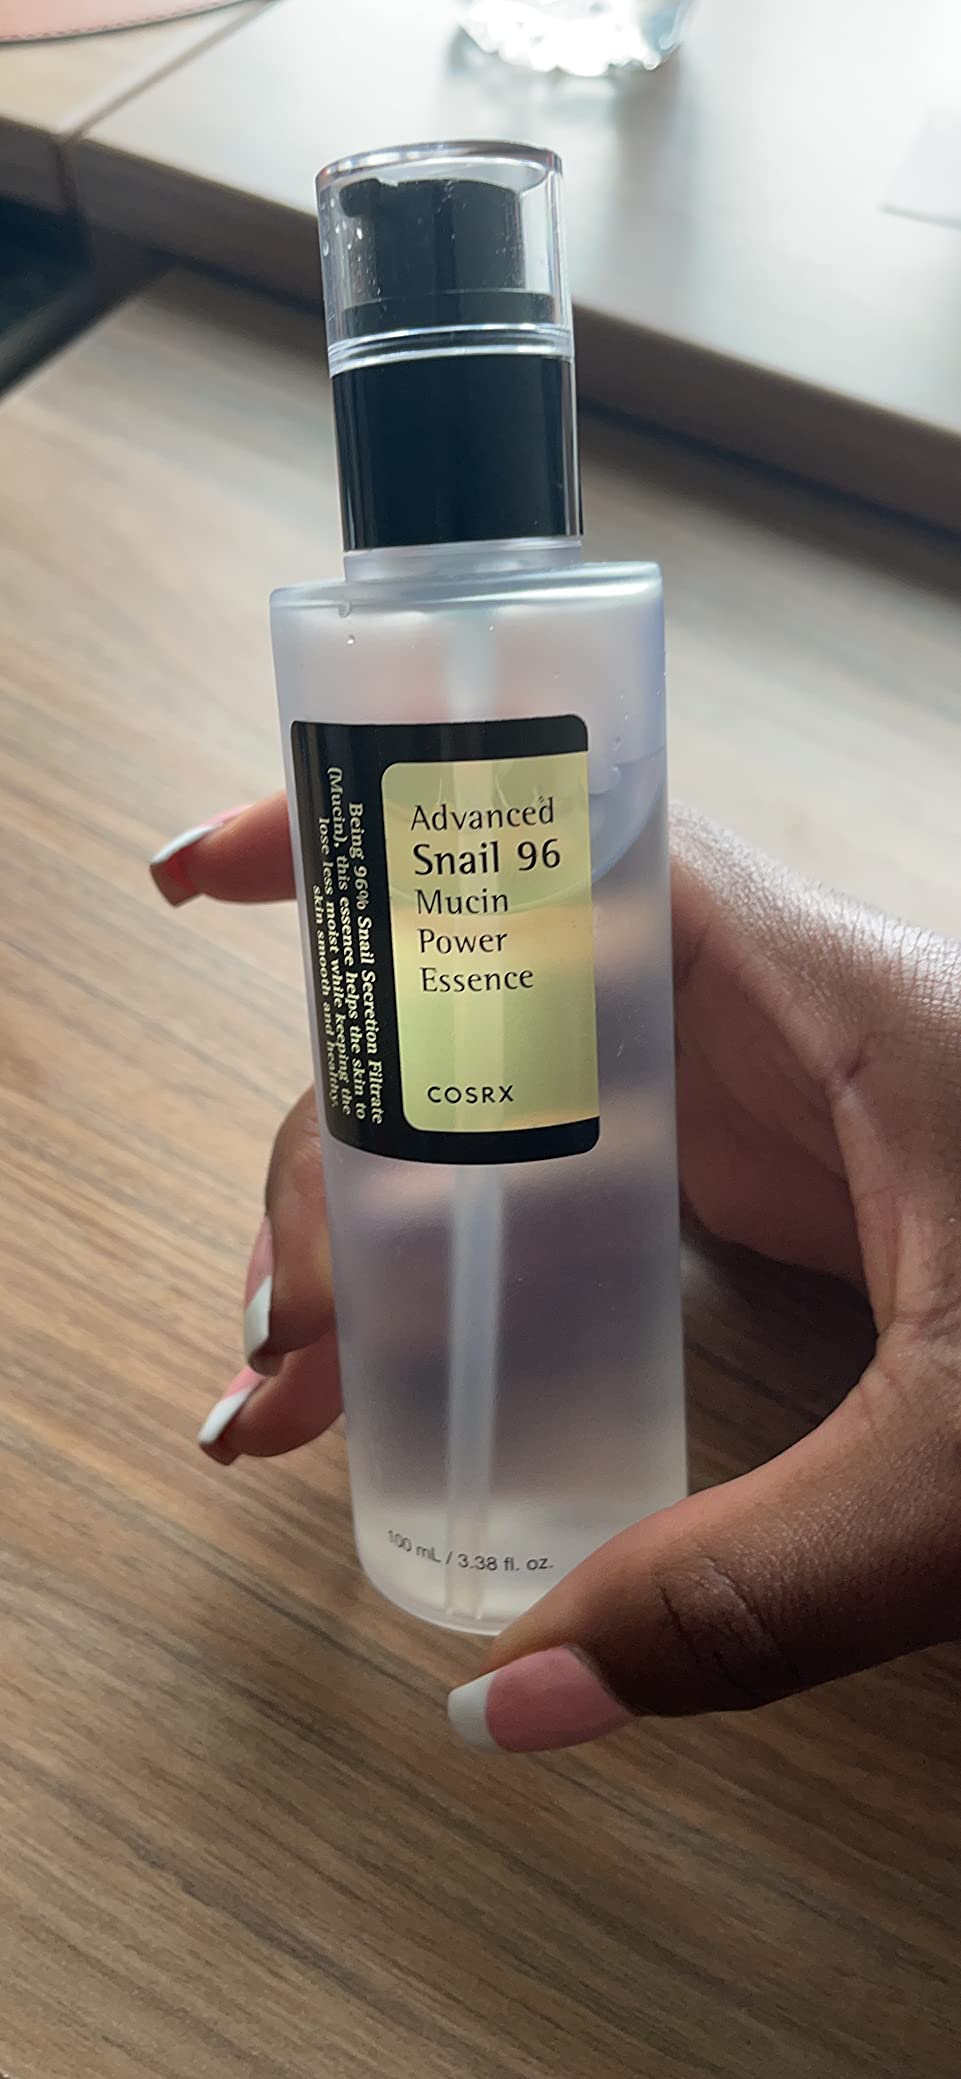 Advanced
Snail 96
Mucin
Power
Essence
COSRX
Being 96% Snail Secretion Filtrate
(Mucin), this essence helps the skin to
lose less moist while keeping the
skin smooth and healthy.
100 mL / 3.38 fl. oz.